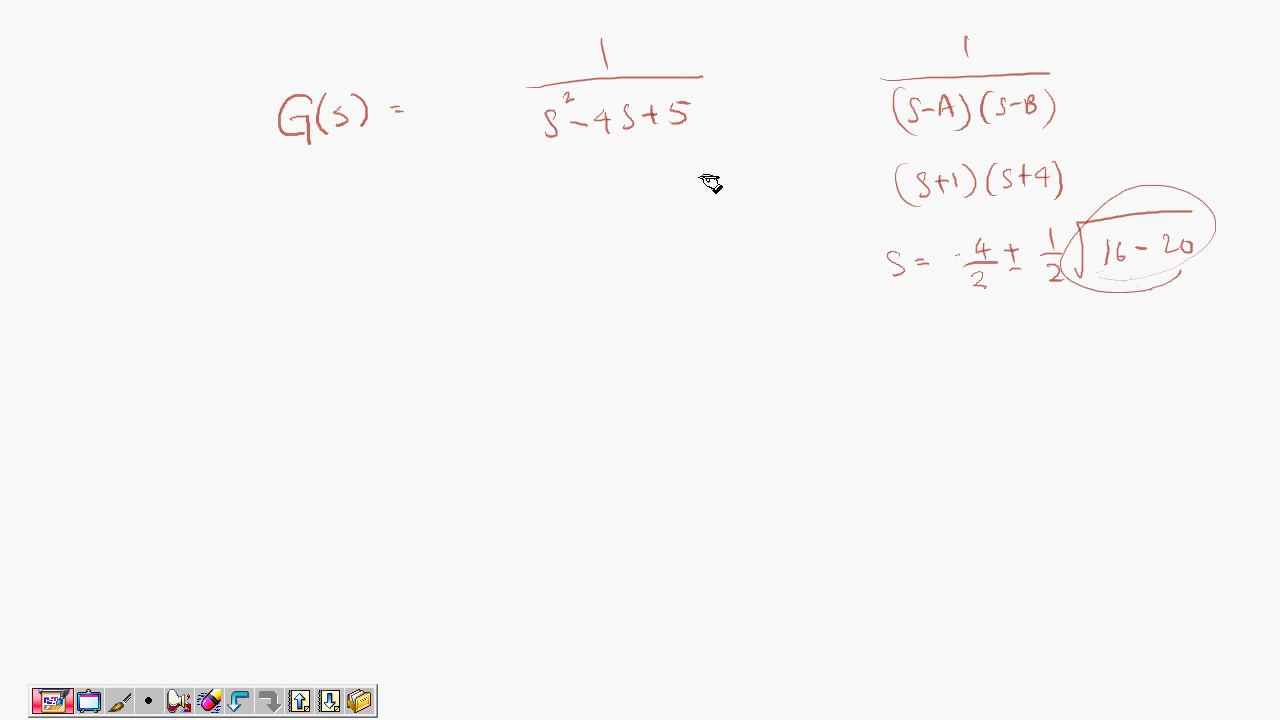 G(s) = 1 / (s² - 4s + 5)
1 / ((s-A)(s-B))
(s+1)(s+4)
s = -4/2 ± 1/2 √(16 - 20)